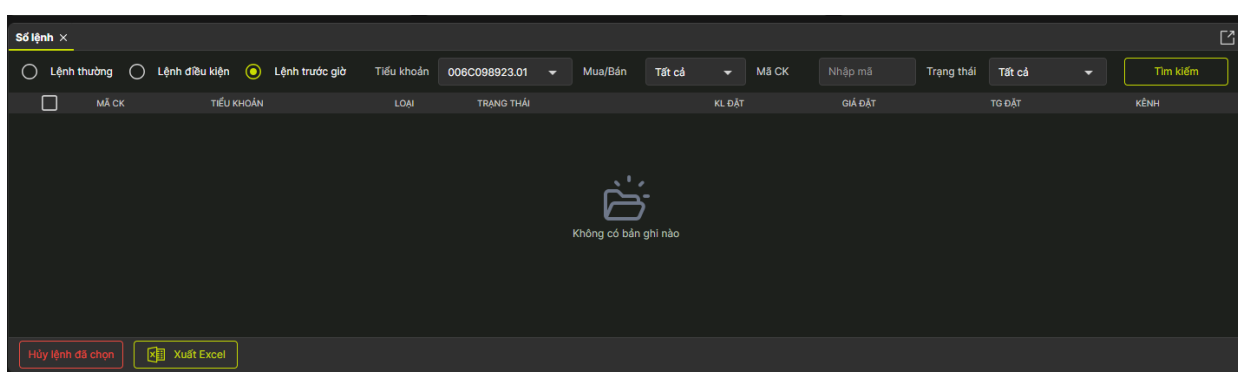 Sổ lệnh
Lệnh thường Lệnh điều kiện Lệnh trước giờ Tiểu khoản 006C098923.01 Mua/Bán Tất cả Mã CK Nhập mã Trạng thái Tất cả Tìm kiếm
MÃ CK TIỂU KHOẢN LOẠI TRẠNG THÁI KL ĐẶT GIÁ ĐẶT TG ĐẶT KÊNH
Không có bản ghi nào
Hủy lệnh đã chọn Xuất Excel